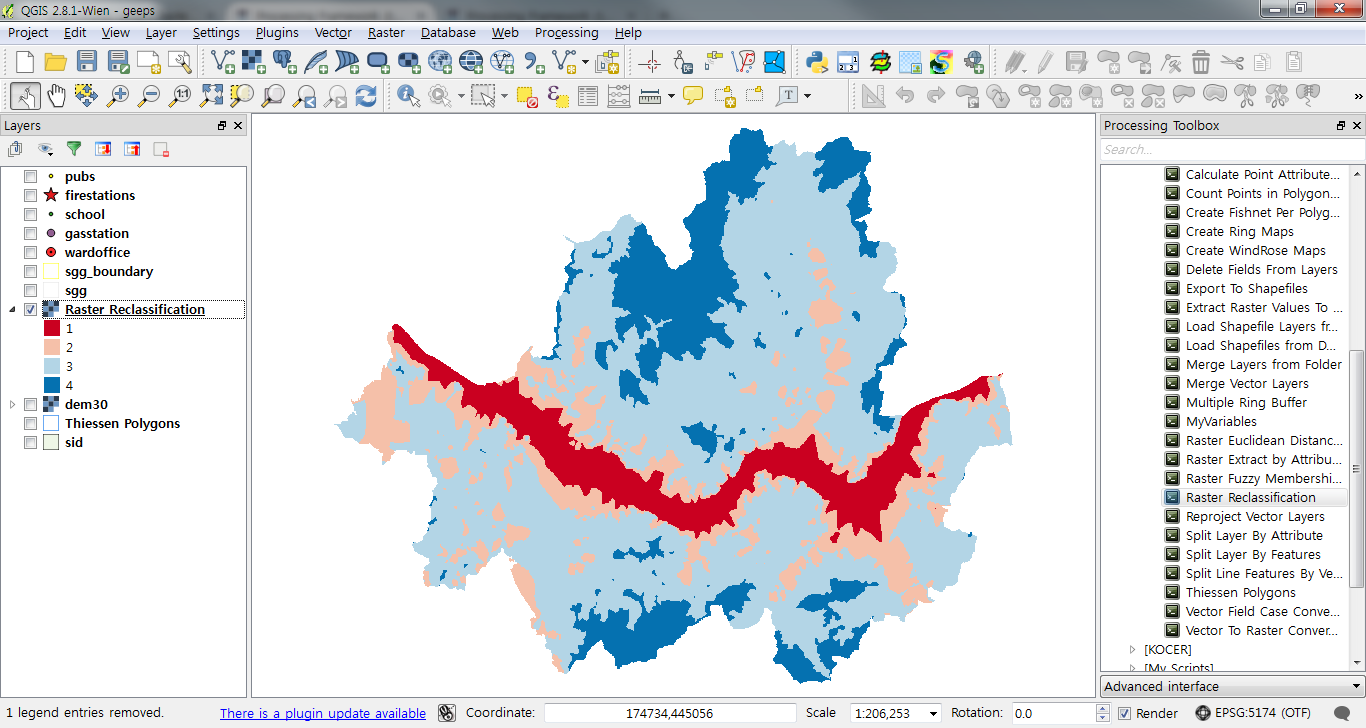 QGIS 2.8.1-Wien - geeps
Project Edit View Layer Settings Plugins Vector Raster Database Web Processing Help
Layers
pubs
firestations
school
gasstation
wardoffice
sgg_boundary
sgg
Raster Reclassification
1
2
3
4
dem30
Thiessen Polygons
sid
Processing Toolbox
Search...
Calculate Point Attribute...
Count Points in Polygon...
Create Fishnet Per Polyg...
Create Ring Maps
Create WindRose Maps
Delete Fields From Layers
Export To Shapefiles
Extract Raster Values To ...
Load Shapefile Layers fr...
Load Shapefiles from D...
Merge Layers from Folder
Merge Vector Layers
Multiple Ring Buffer
MyVariables
Raster Euclidean Distanc...
Raster Extract by Attribu...
Raster Fuzzy Membershi...
Raster Reclassification
Reproject Vector Layers
Split Layer By Attribute
Split Layer By Features
Split Line Features By Ve...
Thiessen Polygons
Vector Field Case Conve...
Vector To Raster Conver...
[KOCER]
[My Scripts]
Advanced interface
1 legend entries removed. There is a plugin update available Coordinate: 174734,445056 Scale 1:206,253 Rotation: 0.0 Render EPSG:5174 (OTF)